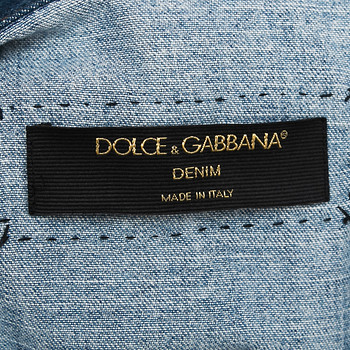 DOLCE & GABBANA®
DENIM
MADE IN ITALY